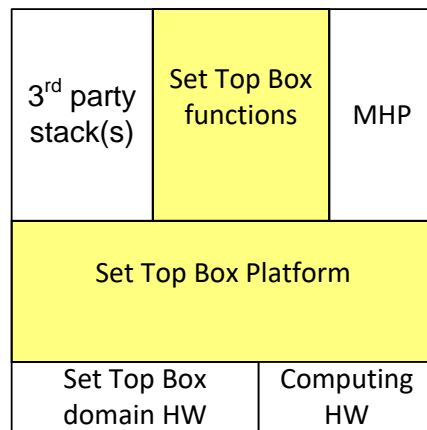 3rd party
stack(s)
Set Top Box
functions
MHP
Set Top Box Platform
Set Top Box
domain HW
Computing
HW